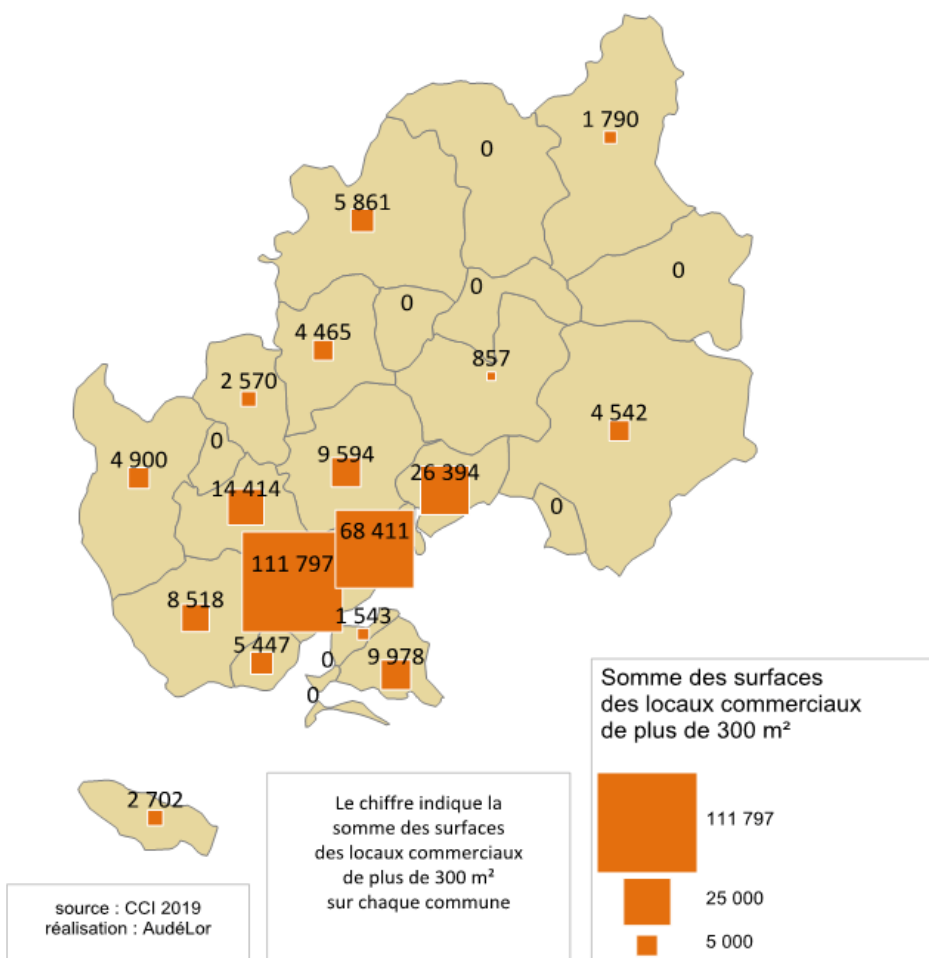 1 790
0
5 861
0
0
0
4 465
857
2 570
4 542
0
9 594
4 900
26 394
14 414
0
68 411
111 797
8 518
1 543
5 447
0
9 978
0
2 702
Somme des surfaces
des locaux commerciaux
de plus de 300 m²
111 797
25 000
5 000
Le chiffre indique la
somme des surfaces
des locaux commerciaux
de plus de 300 m²
sur chaque commune
source : CCI 2019
réalisation : AudéLor